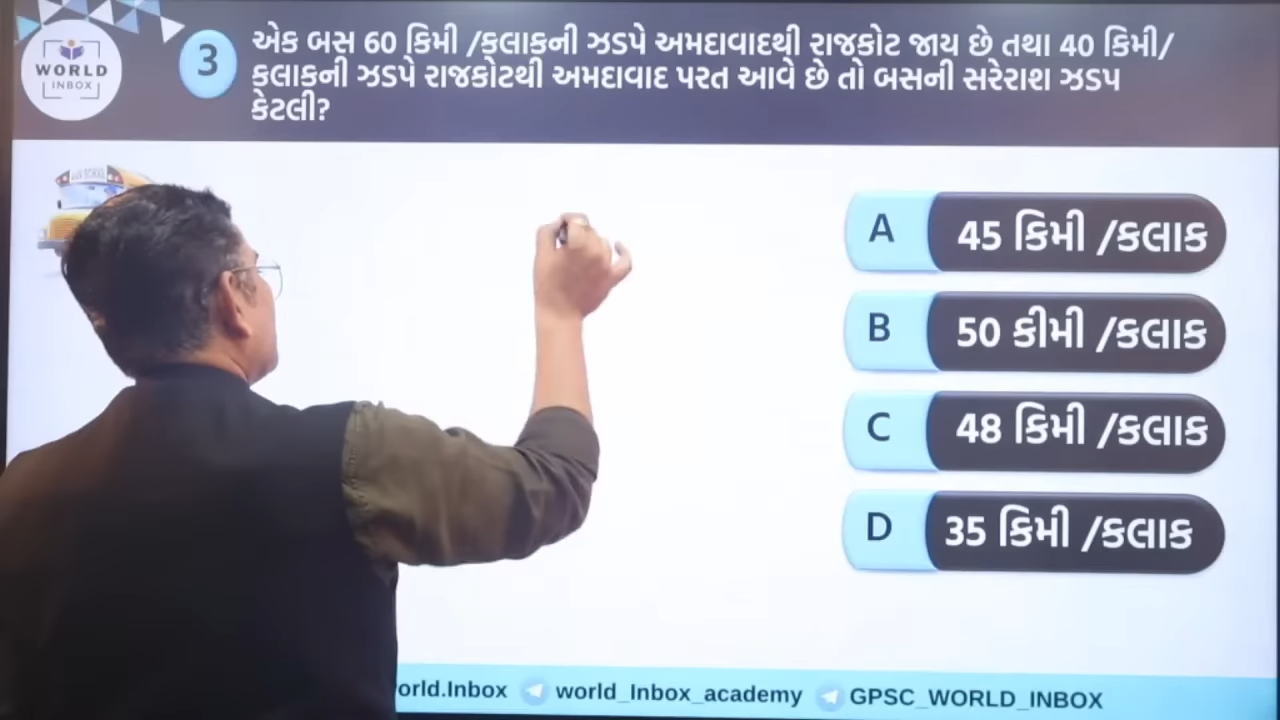 WORLD
INBOX
3
એક બસ 60 કિમી /કલાકની ઝડપે અમદાવાદથી રાજકોટ જાય છે તથા 40 કિમી/
કલાકની ઝડપે રાજકોટથી અમદાવાદ પરત આવે છે તો બસની સરેરાશ ઝડપ
કેટલી?
A 45 કિમી /કલાક
B 50 કીમી /કલાક
C 48 કિમી /કલાક
D 35 કિમી /કલાક
orld.Inbox world_Inbox_academy GPSC_WORLD_INBOX